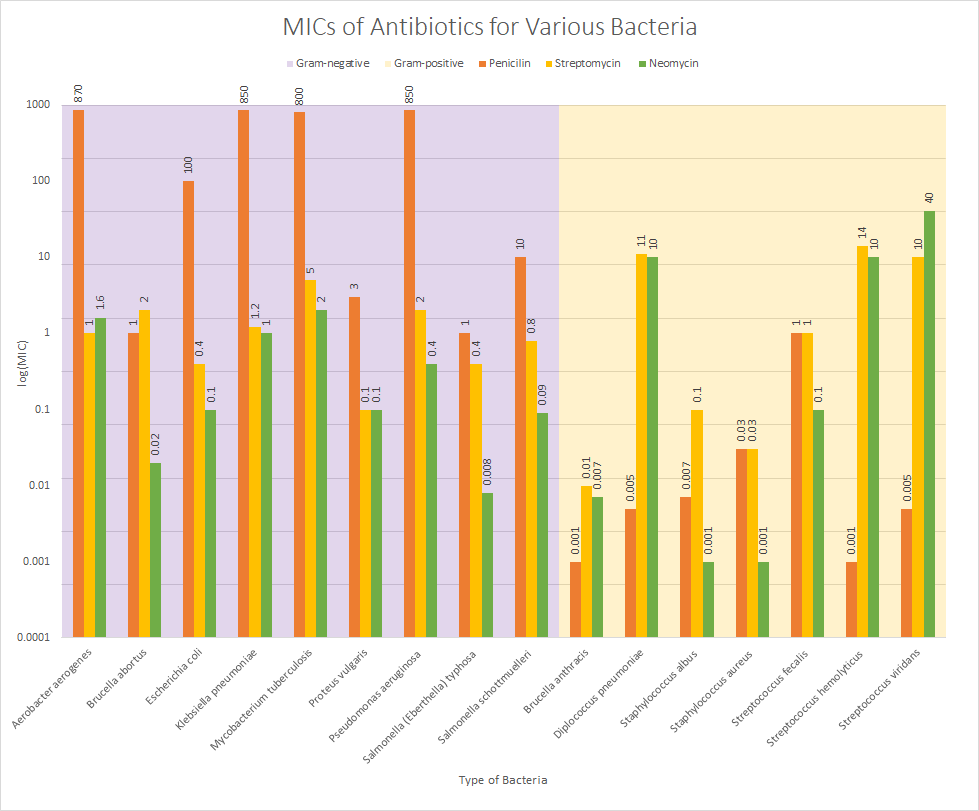 MICs of Antibiotics for Various Bacteria
Gram-negative Gram-positive Penicilin Streptomycin Neomycin
log(MIC)
1000
100
10
1
0.1
0.01
0.001
0.0001
870 1 1.6
1 2 0.02
100 0.4 0.1
850 1.2 1
800 5 2
3 0.1 0.1
850 2 0.4
1 0.4 0.008
10 0.8 0.09
0.001 0.01 0.007
0.005 11 10
0.007 0.1 0.001
0.03 0.03 0.001
1 1 0.1
0.001 14 10
0.005 10 40
Aerobacter aerogenes
Brucella abortus
Escherichia coli
Klebsiella pneumoniae
Mycobacterium tuberculosis
Proteus vulgaris
Pseudomonas aeruginosa
Salmonella (Eberthella) typhosa
Salmonella schottmuelleri
Brucella anthracis
Diplococcus pneumoniae
Staphylococcus albus
Staphylococcus aureus
Streptococcus fecalis
Streptococcus hemolyticus
Streptococcus viridans
Type of Bacteria